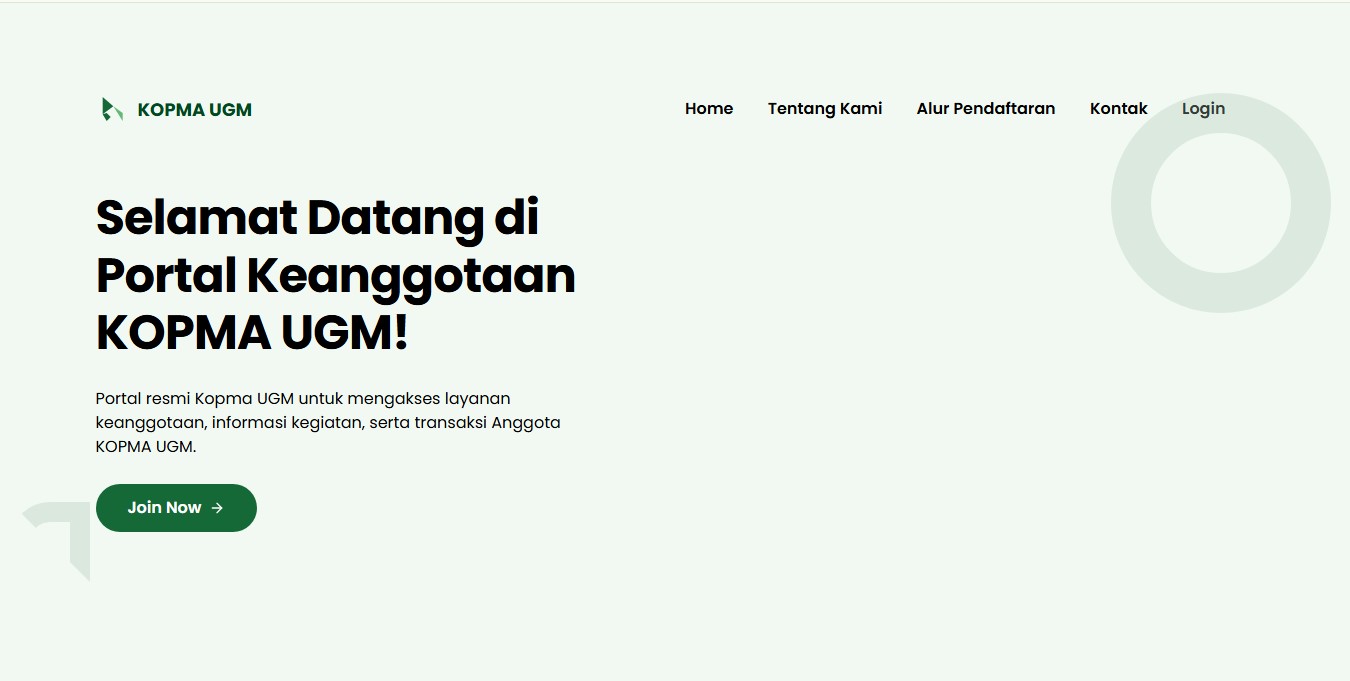 KOPMA UGM
Home Tentang Kami Alur Pendaftaran Kontak Login
Selamat Datang di
Portal Keanggotaan
KOPMA UGM!
Portal resmi Kopma UGM untuk mengakses layanan
keanggotaan, informasi kegiatan, serta transaksi Anggota
KOPMA UGM.
Join Now →